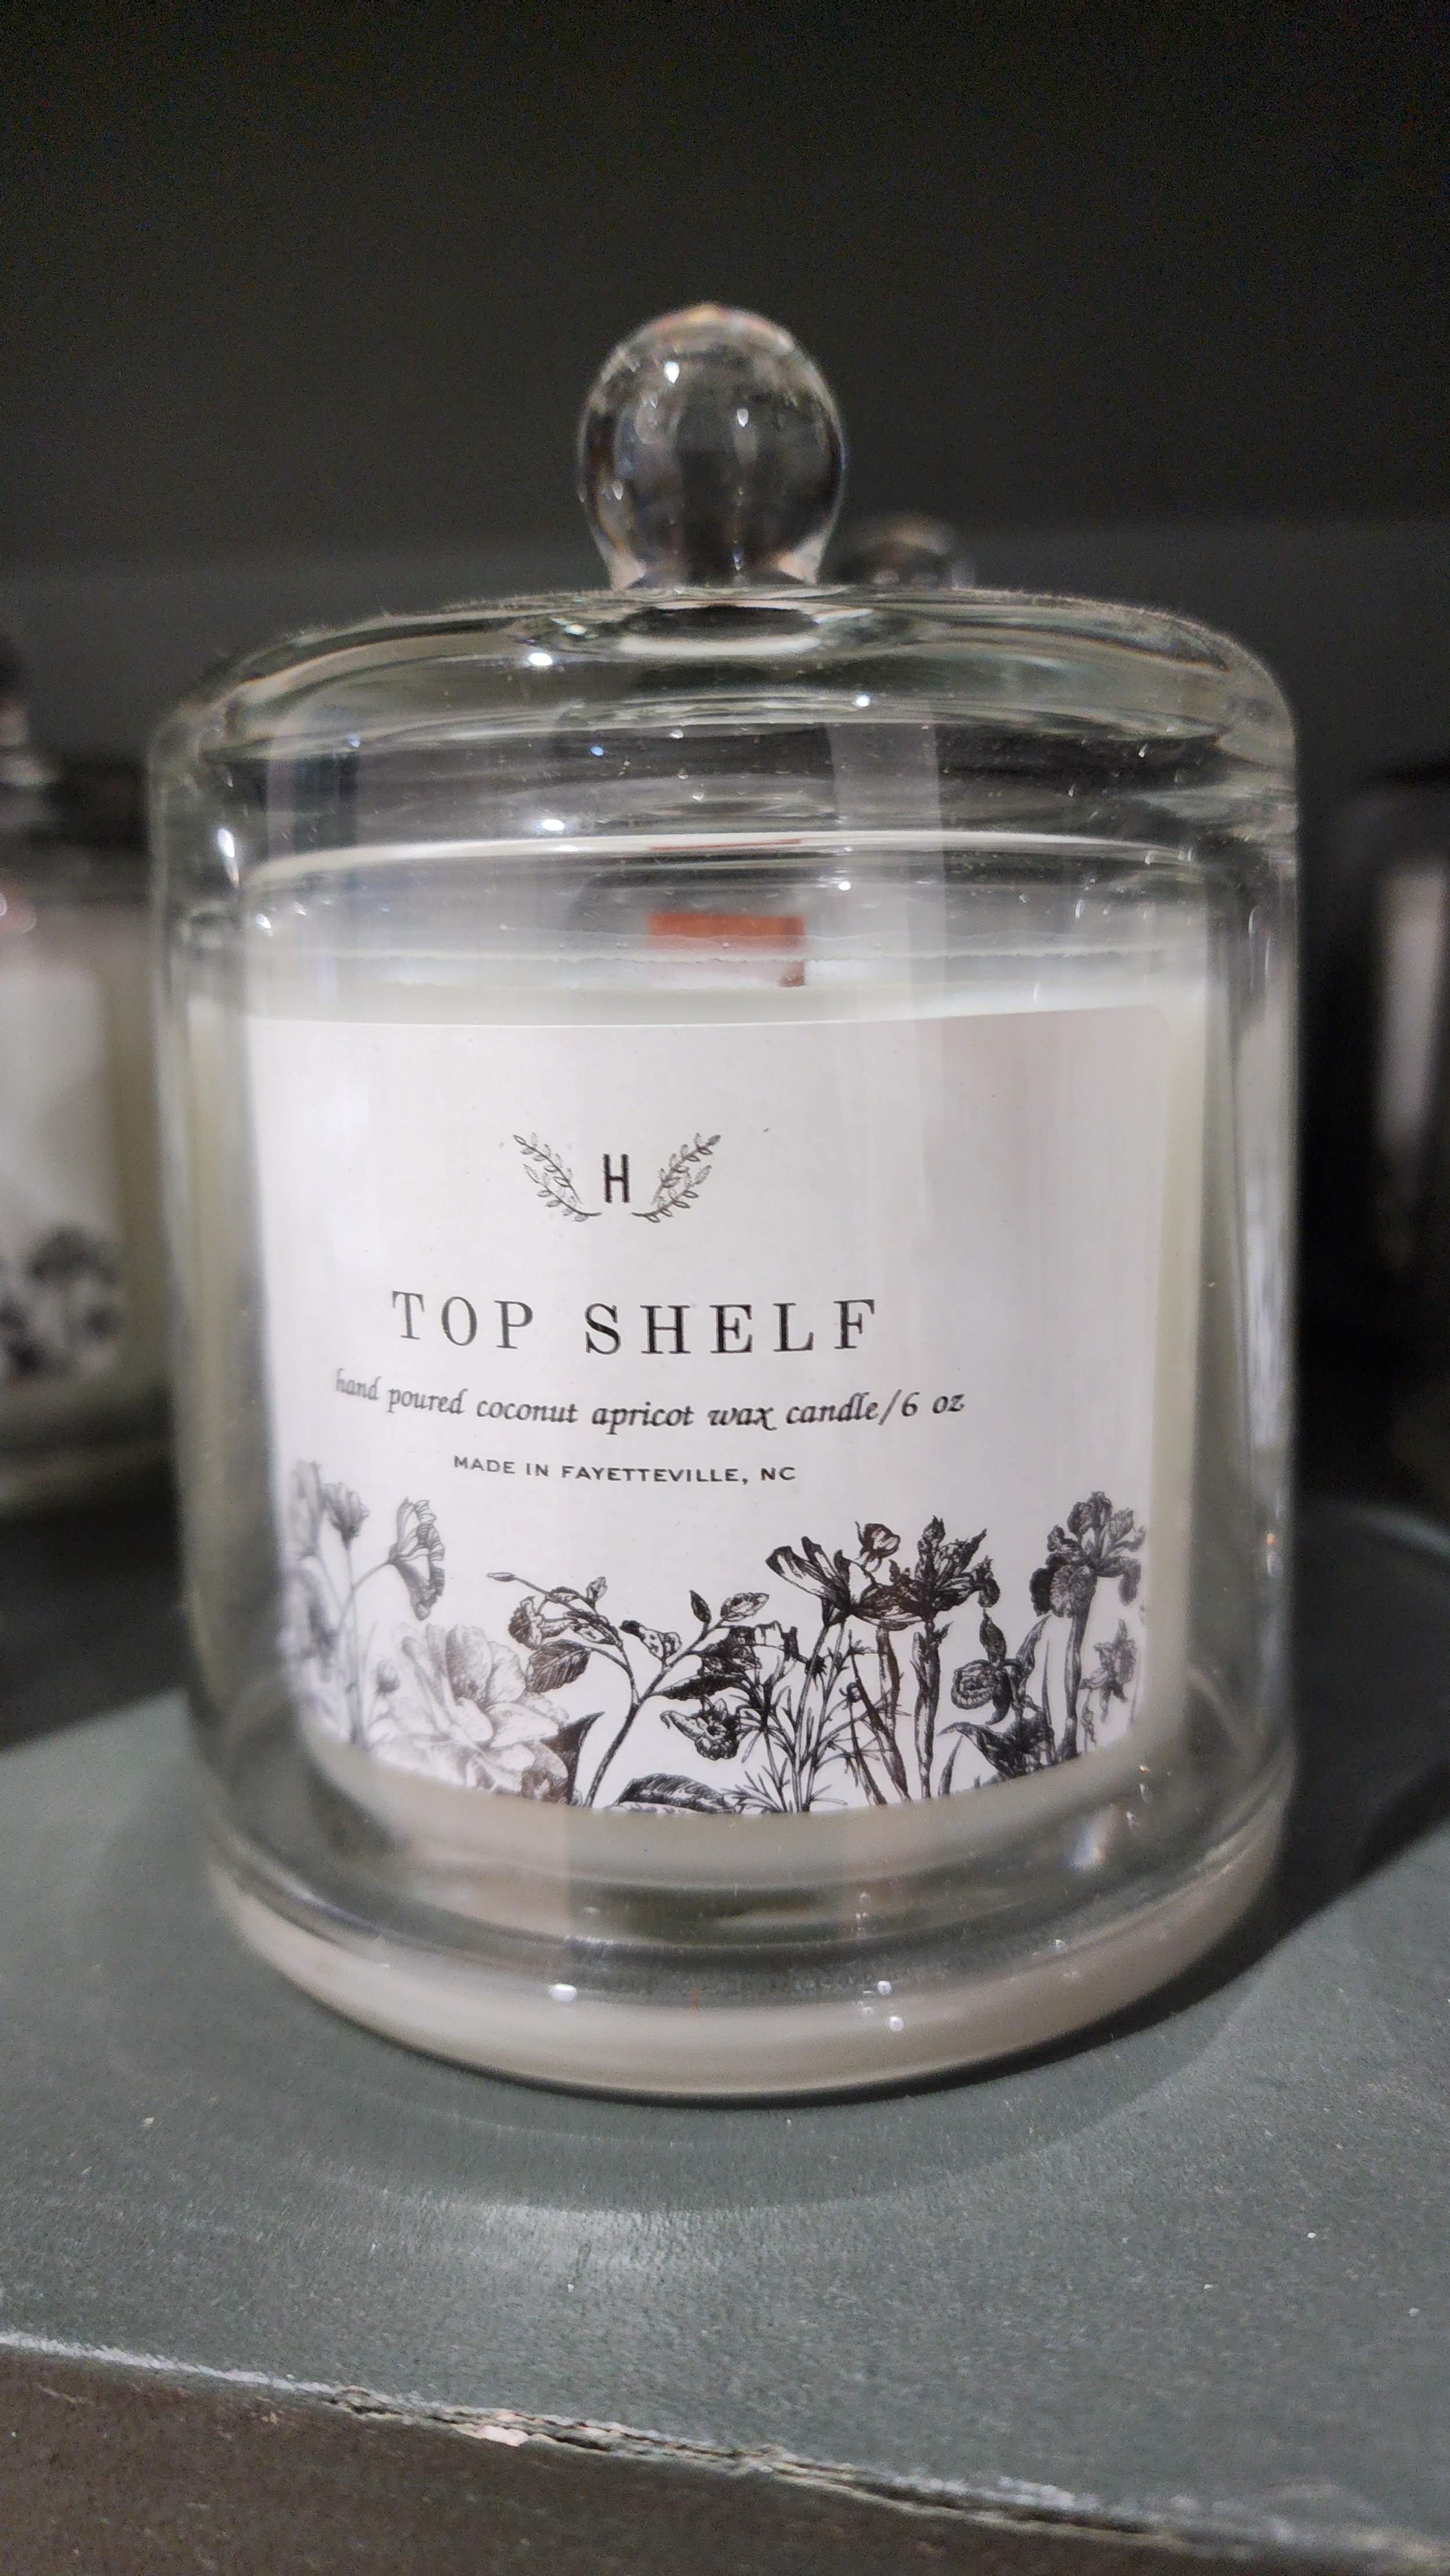 H
TOP SHELF
hand poured coconut apricot wax candle/6 oz
MADE IN FAYETTEVILLE, NC